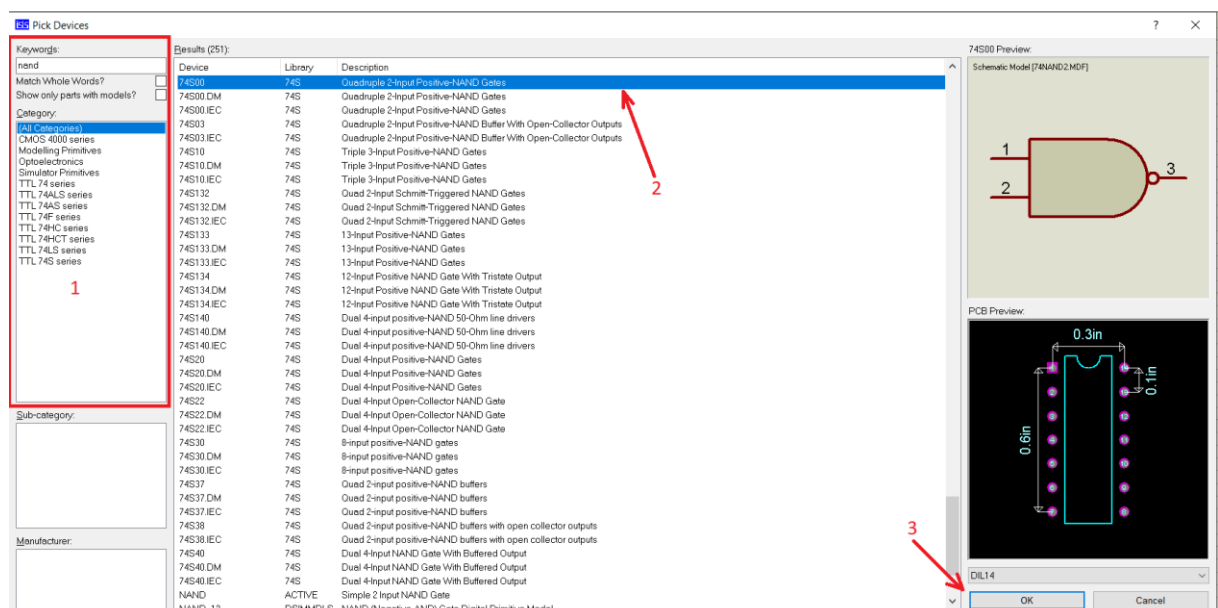 ISIS Pick Devices ? ×
Keywords:
nand
Match Whole Words?
Show only parts with models?
Category:
(All Categories)
CMOS 4000 series
Modelling Primitives
Optoelectronics
Simulator Primitives
TTL 74 series
TTL 74ALS series
TTL 74AS series
TTL 74F series
TTL 74HC series
TTL 74HCT series
TTL 74LS series
TTL 74S series
1
Sub-category:
Manufacturer:
Results (251):
Device Library Description
74S00 74S Quadruple 2-Input Positive-NAND Gates
74S00.DM 74S Quadruple 2-Input Positive-NAND Gates
74S00.IEC 74S Quadruple 2-Input Positive-NAND Gates
74S03 74S Quadruple 2-Input Positive-NAND Buffer With Open-Collector Outputs
74S03.IEC 74S Quadruple 2-Input Positive-NAND Buffer With Open-Collector Outputs
74S10 74S Triple 3-Input Positive-NAND Gates
74S10.DM 74S Triple 3-Input Positive-NAND Gates
74S10.IEC 74S Triple 3-Input Positive-NAND Gates
74S132 74S Quad 2-Input Schmitt-Triggered NAND Gates
74S132.DM 74S Quad 2-Input Schmitt-Triggered NAND Gates
74S132.IEC 74S Quad 2-Input Schmitt-Triggered NAND Gates
74S133 74S 13-Input Positive-NAND Gates
74S133.DM 74S 13-Input Positive-NAND Gates
74S133.IEC 74S 13-Input Positive-NAND Gates
74S134 74S 12-Input Positive NAND Gate With Tristate Output
74S134.DM 74S 12-Input Positive NAND Gate With Tristate Output
74S134.IEC 74S 12-Input Positive NAND Gate With Tristate Output
74S140 74S Dual 4-input positive-NAND 50-Ohm line drivers
74S140.DM 74S Dual 4-input positive-NAND 50-Ohm line drivers
74S140.IEC 74S Dual 4-input positive-NAND 50-Ohm line drivers
74S20 74S Dual 4-Input Positive-NAND Gates
74S20.DM 74S Dual 4-Input Positive-NAND Gates
74S20.IEC 74S Dual 4-Input Positive-NAND Gates
74S22 74S Dual 4-Input Open-Collector NAND Gate
74S22.DM 74S Dual 4-Input Open-Collector NAND Gate
74S22.IEC 74S Dual 4-Input Open-Collector NAND Gate
74S30 74S 8-input positive-NAND gates
74S30.DM 74S 8-input positive-NAND gates
74S30.IEC 74S 8-input positive-NAND gates
74S37 74S Quad 2-input positive-NAND buffers
74S37.DM 74S Quad 2-input positive-NAND buffers
74S37.IEC 74S Quad 2-input positive-NAND buffers
74S38 74S Quad 2-input positive-NAND buffers with open collector outputs
74S38.IEC 74S Quad 2-input positive-NAND buffers with open collector outputs
74S40 74S Dual 4-Input NAND Gate With Buffered Output
74S40.DM 74S Dual 4-Input NAND Gate With Buffered Output
74S40.IEC 74S Dual 4-Input NAND Gate With Buffered Output
NAND ACTIVE Simple 2 Input NAND Gate
2
3
74S00 Preview:
Schematic Model [74NAND2.MDF]
1
2
3
PCB Preview:
0.3in
0.1in
0.6in
DIL14
OK Cancel